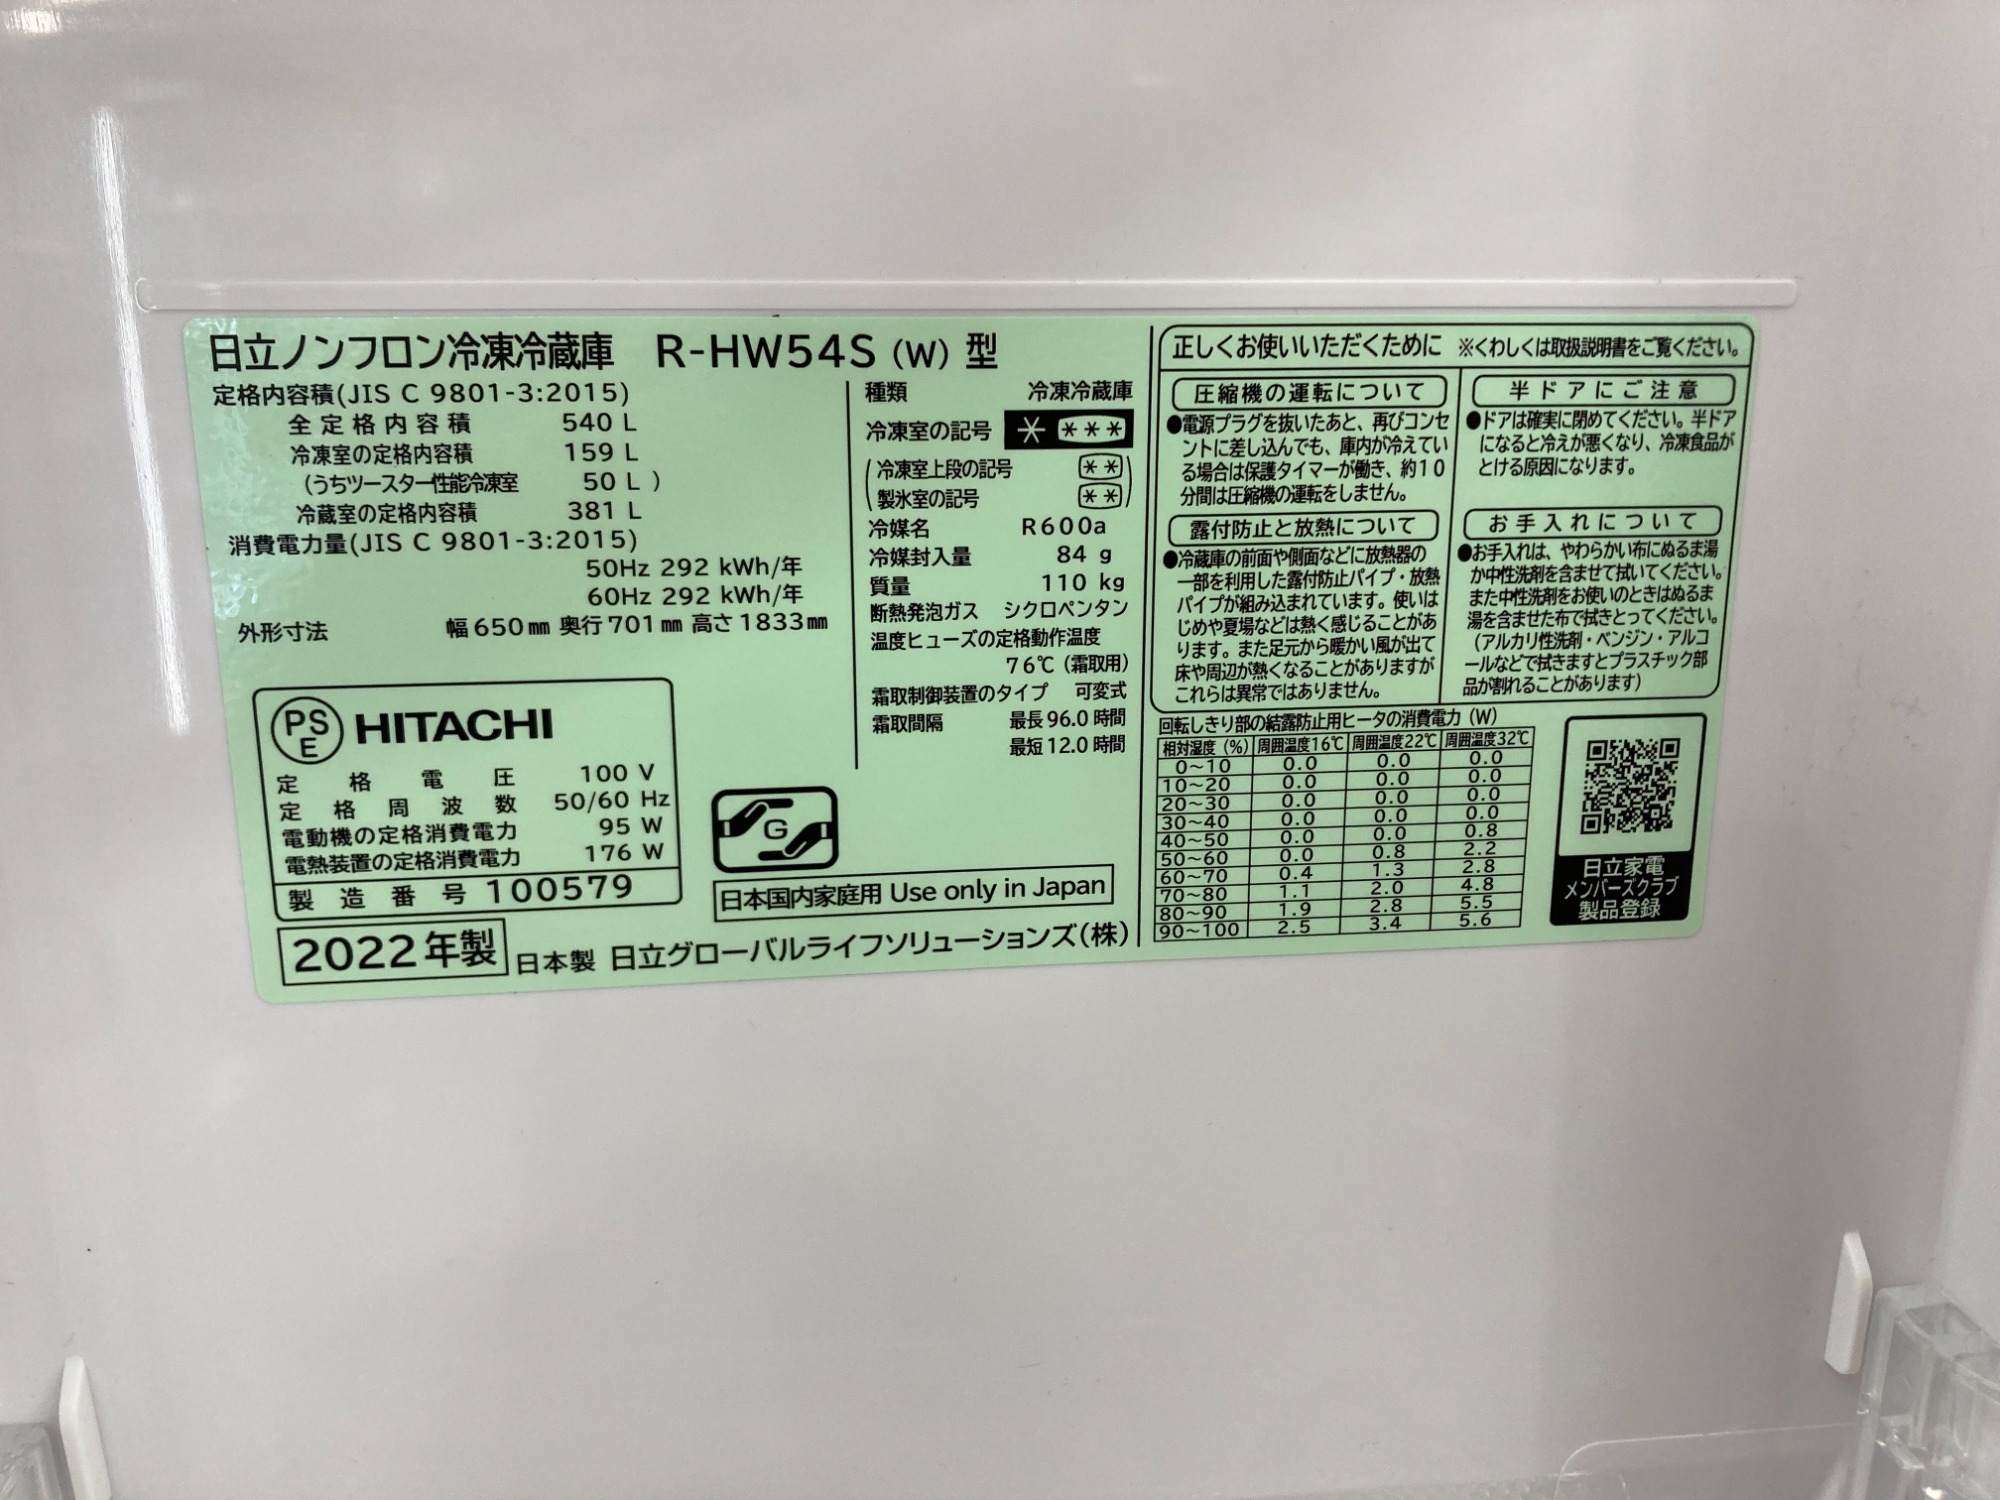 日立ノンフロン冷凍冷蔵庫 R-HW54S (W) 型
定格内容積(JIS C 9801-3:2015)
全定格内容積 540 L
冷凍室の定格内容積 159 L
(うちツースター性能冷凍室 50 L )
冷蔵室の定格内容積 381 L
消費電力量(JIS C 9801-3:2015)
50Hz 292 kWh/年
60Hz 292 kWh/年
外形寸法 幅650㎜ 奥行701㎜ 高さ1833㎜
PS
E
HITACHI
定格電圧 100 V
定格周波数 50/60 Hz
電動機の定格消費電力 95 W
電熱装置の定格消費電力 176 W
製造番号 100579
2022年製 日本製 日立グローバルライフソリューションズ(株)
種類 冷凍冷蔵庫
冷凍室の記号 * ***
冷凍室上段の記号 **
製氷室の記号 **
冷媒名 R600a
冷媒封入量 84 g
質量 110 kg
断熱発泡ガス シクロペンタン
温度ヒューズの定格動作温度
76℃(霜取用)
霜取制御装置のタイプ 可変式
霜取間隔 最長96.0時間
最短12.0時間
G
日本国内家庭用 Use only in Japan
正しくお使いいただくために ※くわしくは取扱説明書をご覧ください。
圧縮機の運転について
●電源プラグを抜いたあと、再びコンセ
ントに差し込んでも、庫内が冷えてい
る場合は保護タイマーが働き、約10
分間は圧縮機の運転をしません。
露付防止と放熱について
●冷蔵庫の前面や側面などに放熱器の
一部を利用した露付防止パイプ・放熱
パイプが組み込まれています。使いは
じめや夏場などは熱く感じることがあ
ります。また足元から暖かい風が出て
床や周辺が熱くなることがありますが
これらは異常ではありません。
半ドアにご注意
●ドアは確実に閉めてください。半ドア
になると冷えが悪くなり、冷凍食品が
とける原因になります。
お手入れについて
●お手入れは、やわらかい布にぬるま湯
か中性洗剤を含ませて拭いてください。
また中性洗剤をお使いのときはぬるま
湯を含ませた布で拭きとってください。
(アルカリ性洗剤・ベンジン・アルコ
ールなどで拭きますとプラスチック部
品が割れることがあります)
回転しきり部の結露防止用ヒータの消費電力(W)
相対湿度(%) 周囲温度16℃ 周囲温度22℃ 周囲温度32℃
0~10 0.0 0.0 0.0
10~20 0.0 0.0 0.0
20~30 0.0 0.0 0.0
30~40 0.0 0.0 0.0
40~50 0.0 0.0 0.8
50~60 0.0 0.8 2.2
60~70 0.4 1.3 2.8
70~80 1.1 2.0 4.8
80~90 1.9 2.8 5.5
90~100 2.5 3.4 5.6
日立家電
メンバーズクラブ
製品登録